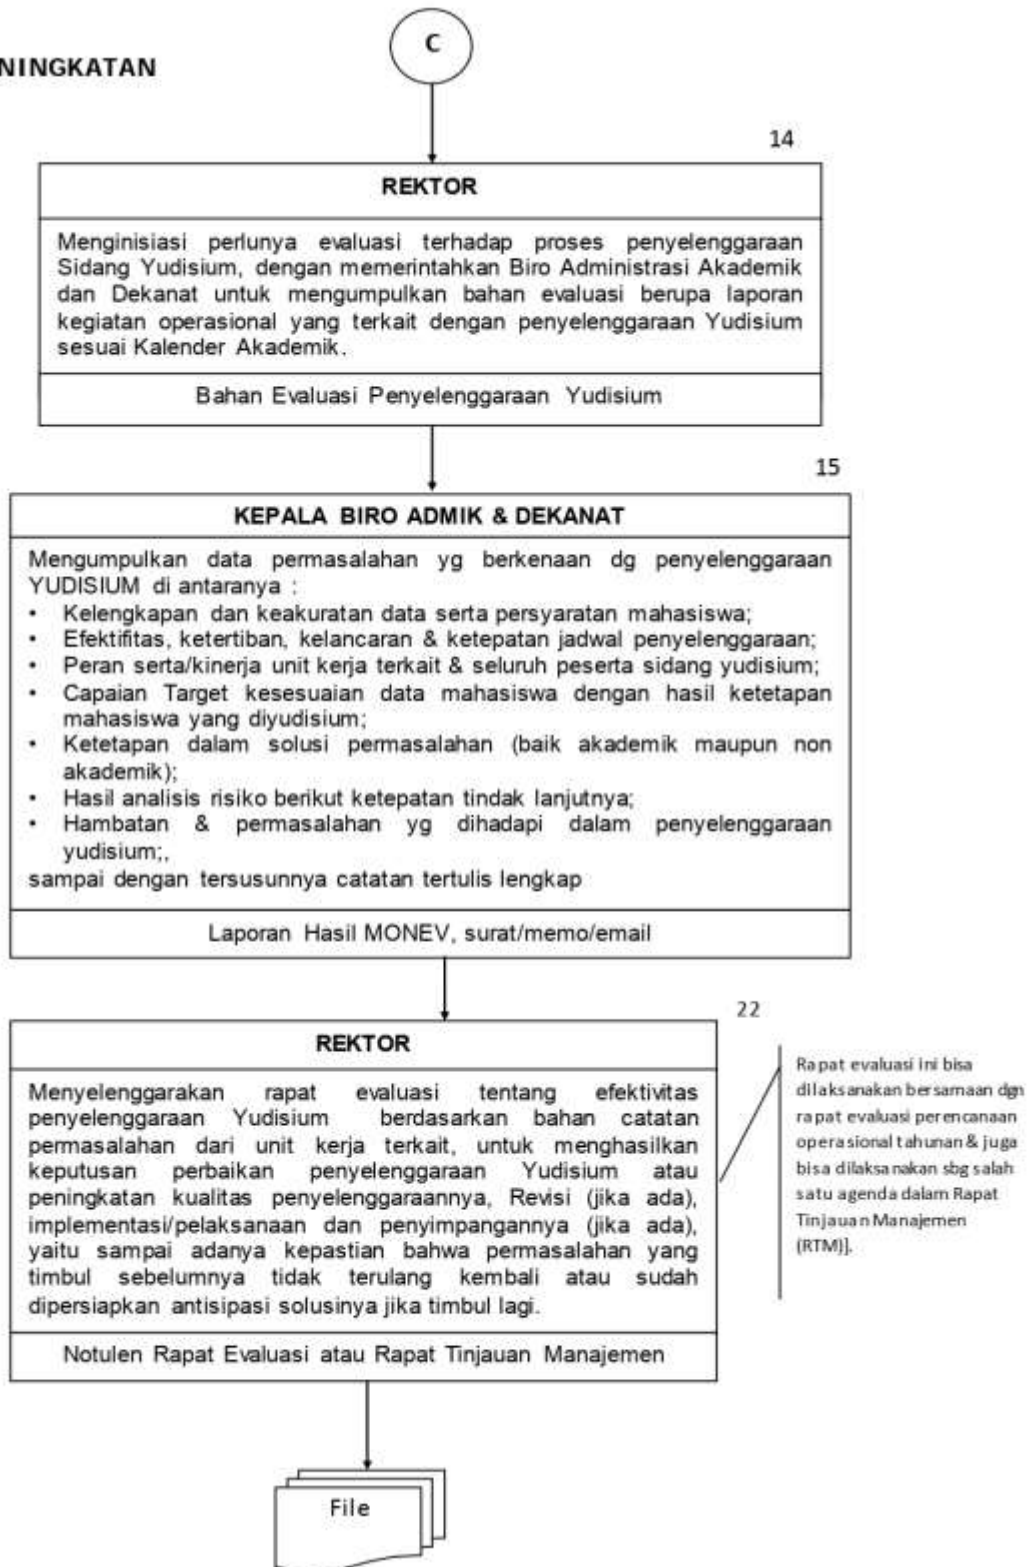 C
NINGKATAN
14
REKTOR
Menginisiasi perlunya evaluasi terhadap proses penyelenggaraan
Sidang Yudisium, dengan memerintahkan Biro Administrasi Akademik
dan Dekanat untuk mengumpulkan bahan evaluasi berupa laporan
kegiatan operasional yang terkait dengan penyelenggaraan Yudisium
sesuai Kalender Akademik.
Bahan Evaluasi Penyelenggaraan Yudisium
15
KEPALA BIRO ADMIK & DEKANAT
Mengumpulkan data permasalahan yg berkenaan dg penyelenggaraan
YUDISIUM di antaranya :
• Kelengkapan dan keakuratan data serta persyaratan mahasiswa;
• Efektifitas, ketertiban, kelancaran & ketepatan jadwal penyelenggaraan;
• Peran serta/kinerja unit kerja terkait & seluruh peserta sidang yudisium;
• Capaian Target kesesuaian data mahasiswa dengan hasil ketetapan
mahasiswa yang diyudisium;
• Ketetapan dalam solusi permasalahan (baik akademik maupun non
akademik);
• Hasil analisis risiko berikut ketepatan tindak lanjutnya;
• Hambatan & permasalahan yg dihadapi dalam penyelenggaraan
yudisium;,
sampai dengan tersusunnya catatan tertulis lengkap
Laporan Hasil MONEV, surat/memo/email
22
REKTOR
Menyelenggarakan rapat evaluasi tentang efektivitas
penyelenggaraan Yudisium berdasarkan bahan catatan
permasalahan dari unit kerja terkait, untuk menghasilkan
keputusan perbaikan penyelenggaraan Yudisium atau
peningkatan kualitas penyelenggaraannya, Revisi (jika ada),
implementasi/pelaksanaan dan penyimpangannya (jika ada),
yaitu sampai adanya kepastian bahwa permasalahan yang
timbul sebelumnya tidak terulang kembali atau sudah
dipersiapkan antisipasi solusinya jika timbul lagi.
Notulen Rapat Evaluasi atau Rapat Tinjauan Manajemen
Rapat evaluasi ini bisa
dilaksanakan bersamaan dgn
rapat evaluasi perencanaan
operasional tahunan & juga
bisa dilaksanakan sbg salah
satu agenda dalam Rapat
Tinjauan Manajemen
(RTM)].
File